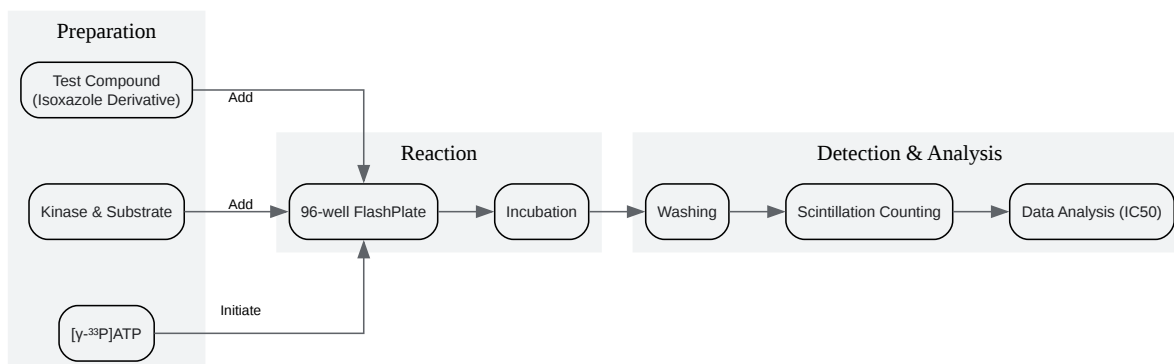 Preparation
Test Compound
(Isoxazole Derivative)
Add
Reaction
Detection & Analysis
Kinase & Substrate
Add
96-well FlashPlate
Incubation
Washing
Scintillation Counting
Data Analysis (IC50)
Initiate
[γ-³³P]ATP